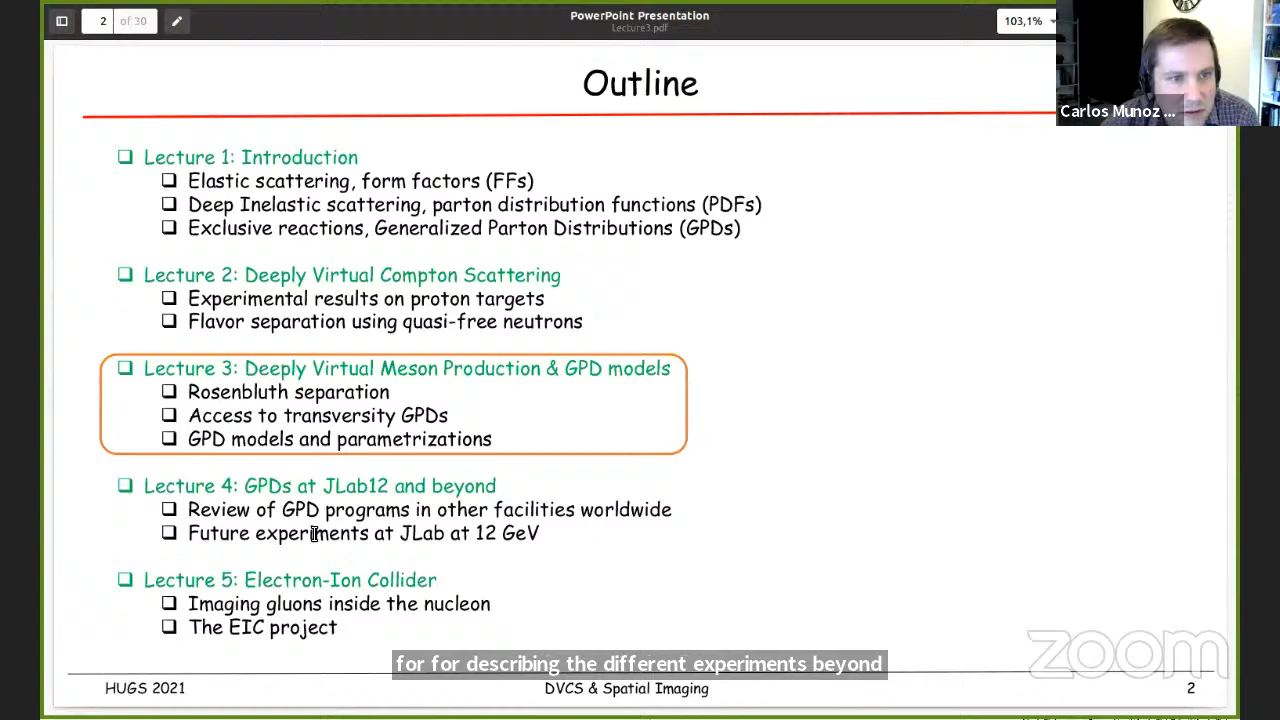 2 of 30
PowerPoint Presentation
Lecture3.pdf
103,1%
Carlos Munoz ...
Outline
Lecture 1: Introduction
Elastic scattering, form factors (FFs)
Deep Inelastic scattering, parton distribution functions (PDFs)
Exclusive reactions, Generalized Parton Distributions (GPDs)
Lecture 2: Deeply Virtual Compton Scattering
Experimental results on proton targets
Flavor separation using quasi-free neutrons
Lecture 3: Deeply Virtual Meson Production & GPD models
Rosenbluth separation
Access to transversity GPDs
GPD models and parametrizations
Lecture 4: GPDs at JLab12 and beyond
Review of GPD programs in other facilities worldwide
Future experiments at JLab at 12 GeV
Lecture 5: Electron-Ion Collider
Imaging gluons inside the nucleon
The EIC project
zoom
for for describing the different experiments beyond
HUGS 2021
DVCS & Spatial Imaging
2